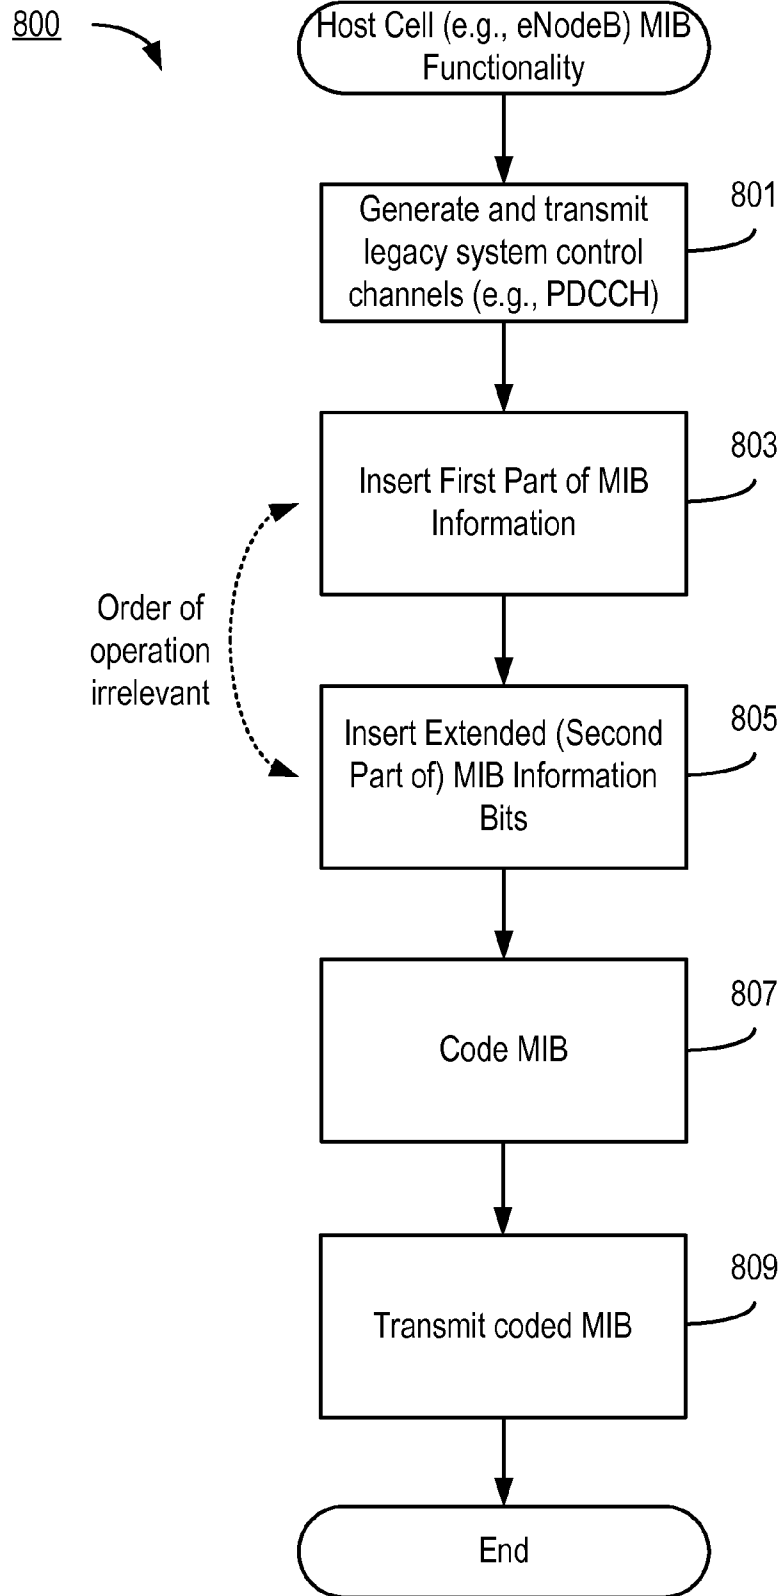 800
Host Cell (e.g., eNodeB) MIB
Functionality
801
Generate and transmit
legacy system control
channels (e.g., PDCCH)
803
Insert First Part of MIB
Information
Order of
operation
irrelevant
805
Insert Extended (Second
Part of) MIB Information
Bits
807
Code MIB
809
Transmit coded MIB
End